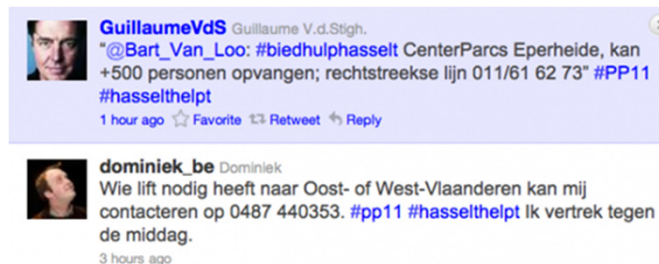 GuillaumeVdS Guillaume V.d.Stigh.
"@Bart_Van_Loo: #biedhulphasselt CenterParcs Eperheide, kan
+500 personen opvangen; rechtstreekse lijn 011/61 62 73" #PP11
#hasselthelpt
1 hour ago Favorite Retweet Reply
dominiek_be Dominiek
Wie lift nodig heeft naar Oost- of West-Vlaanderen kan mij
contacteren op 0487 440353. #pp11 #hasselthelpt Ik vertrek tegen
de middag.
3 hours ago